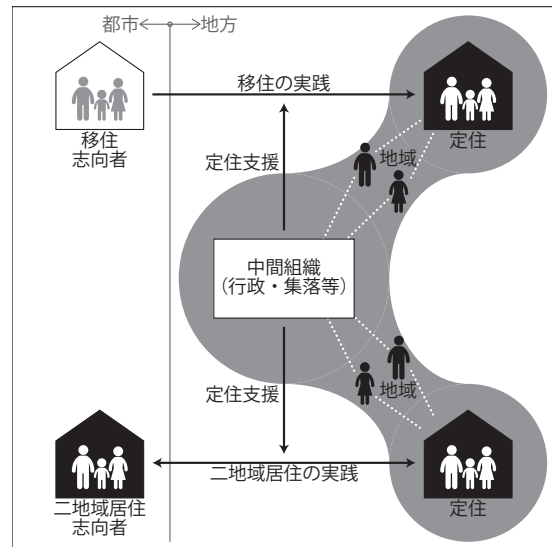 都市
地方
移住の実践
移住
志向者
定住
地域
定住支援
中間組織
（行政・集落等）
定住支援
地域
二地域居住の実践
二地域居住
志向者
定住